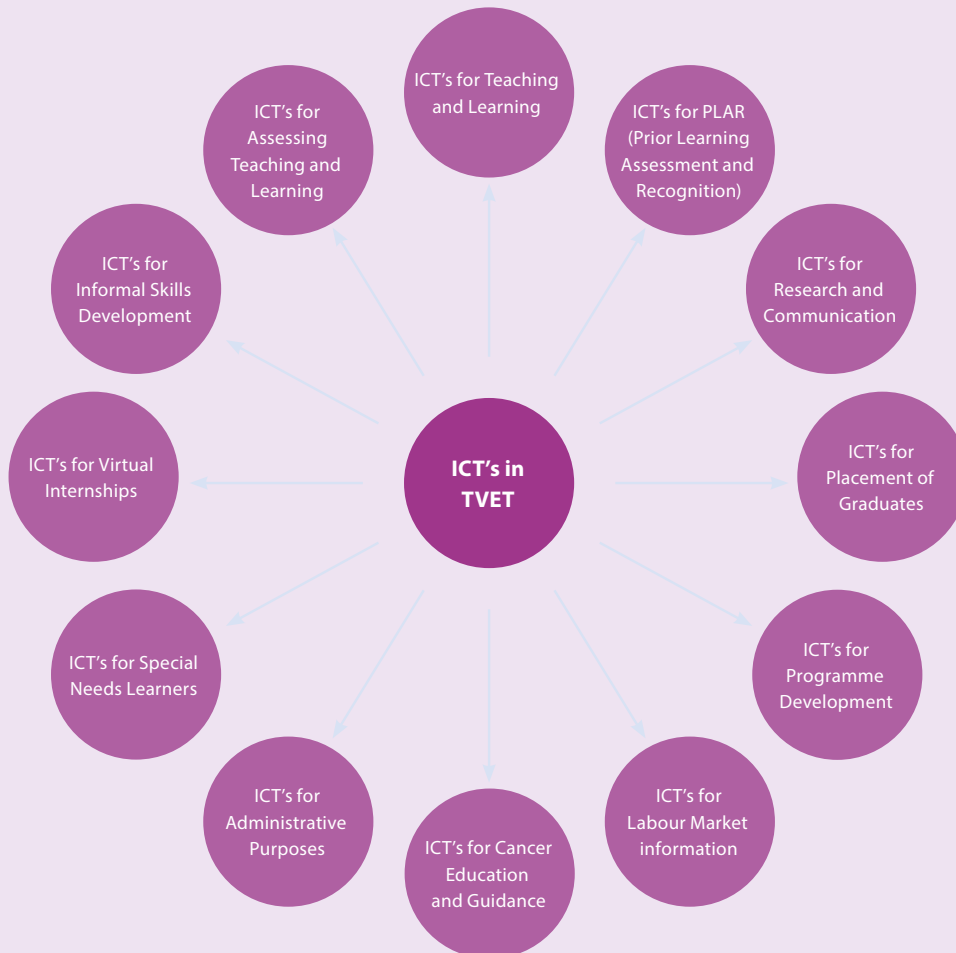 ICT's for Teaching
and Learning
ICT's for PLAR
(Prior Learning
Assessment and
Recognition)
ICT's for
Research and
Communication
ICT's for
Placement of
Graduates
ICT's for
Programme
Development
ICT's for
Labour Market
information
ICT's for Cancer
Education
and Guidance
ICT's for
Administrative
Purposes
ICT's for Special
Needs Learners
ICT's for Virtual
Internships
ICT's for
Informal Skills
Development
ICT's for
Assessing
Teaching and
Learning
ICT's in
TVET